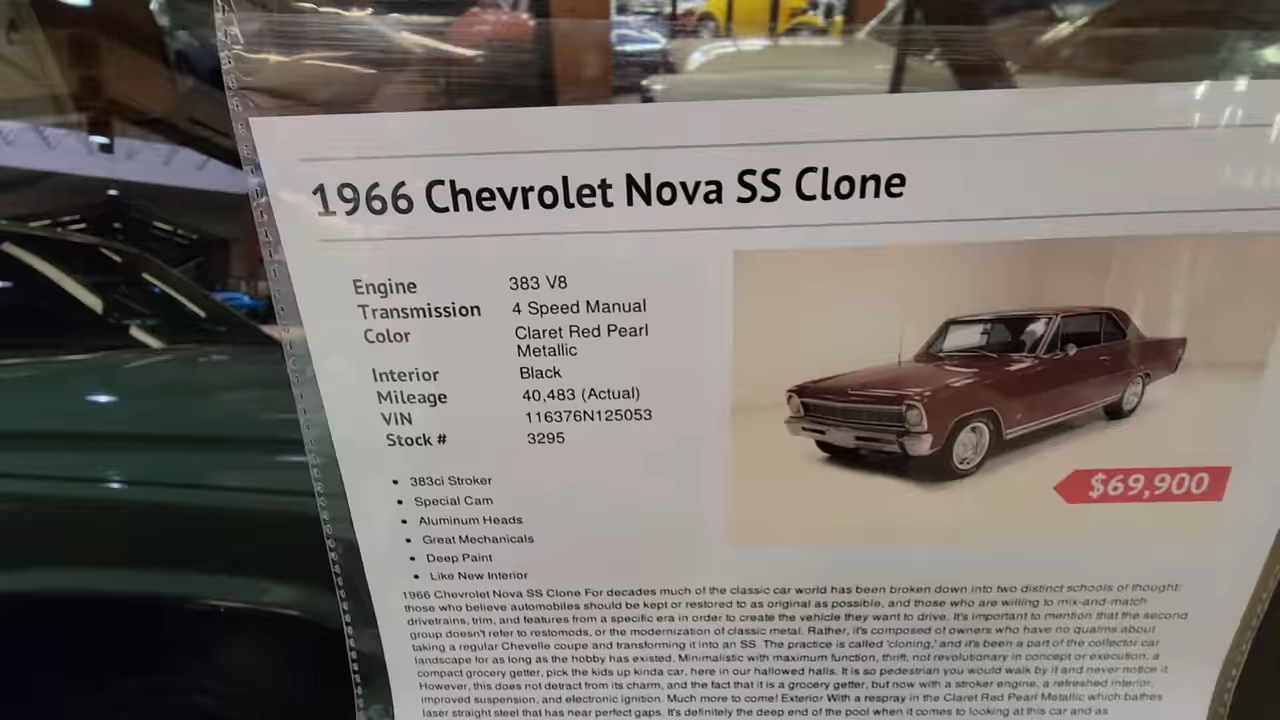 1966 Chevrolet Nova SS Clone
Engine 383 V8
Transmission 4 Speed Manual
Color Claret Red Pearl
Metallic
Interior Black
Mileage 40,483 (Actual)
VIN 116376N125053
Stock # 3295
$69,900
• 383ci Stroker
• Special Cam
• Aluminum Heads
• Great Mechanicals
• Deep Paint
• Like New Interior
1966 Chevrolet Nova SS Clone For decades much of the classic car world has been broken down into two distinct schools of thought:
those who believe automobiles should be kept or restored to as original as possible, and those who are willing to mix-and-match
drivetrains, trim, and features from a specific era in order to create the vehicle they want to drive. It's important to mention that the second
group doesn't refer to restomods, or the modernization of classic metal. Rather, it's composed of owners who have no qualms about
taking a regular Chevelle coupe and transforming it into an SS. The practice is called 'cloning,' and it's been a part of the collector car
landscape for as long as the hobby has existed. Minimalistic with maximum function, thrift, not revolutionary in concept or execution, a
compact grocery getter, pick the kids up kinda car, here in our hallowed halls. It is so pedestrian you would walk by it and never notice it.
However, this does not detract from its charm, and the fact that it is a grocery getter, but now with a stroker engine, a refreshed interior,
improved suspension, and electronic ignition. Much more to come! Exterior With a respray in the Claret Red Pearl Metallic which bathes
laser straight steel that has near perfect gaps. It's definitely the deep end of the pool when it comes to looking at this car and as